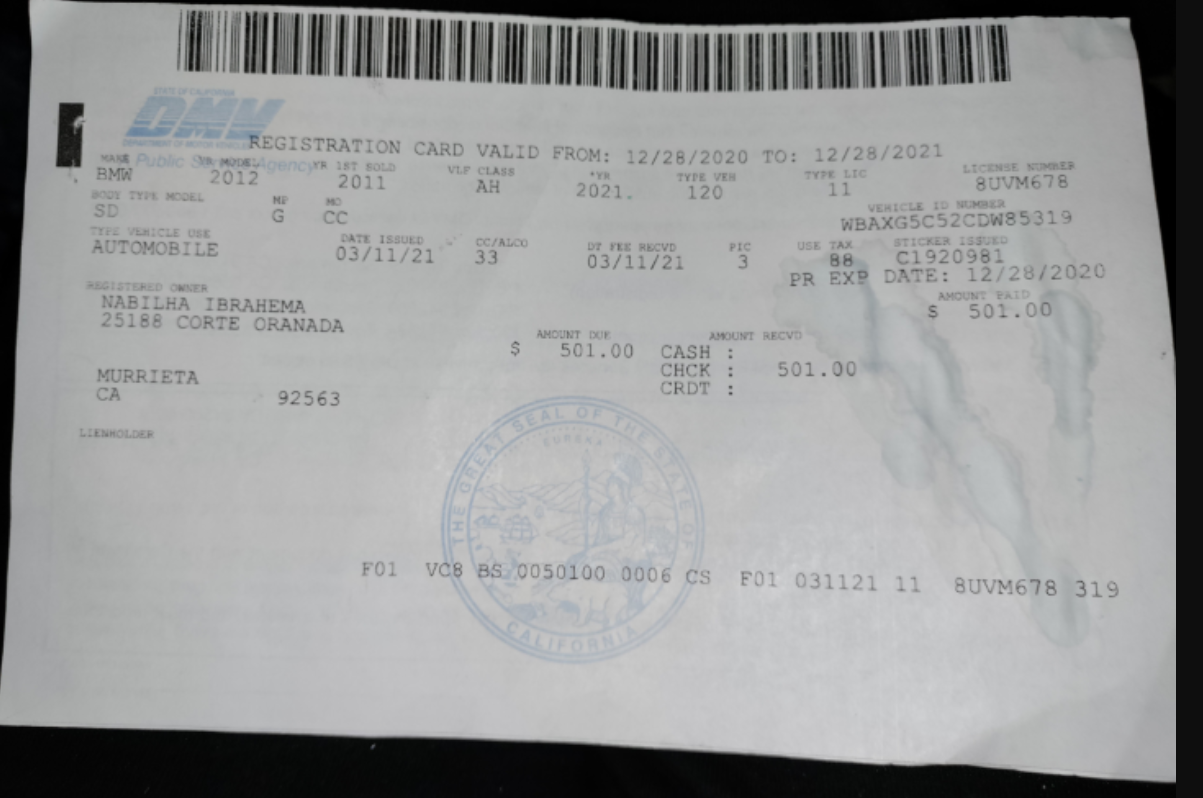 STATE OF CALIFORNIA
DMV
DEPARTMENT OF MOTOR VEHICLES
Public Agency
REGISTRATION CARD VALID FROM: 12/28/2020 TO: 12/28/2021
MAKE YR MODEL YR 1ST SOLD VLF CLASS *YR TYPE VEH TYPE LIC LICENSE NUMBER
BMW 2012 2011 AH 2021. 120 11 8UVM678
BODY TYPE MODEL MP MO VEHICLE ID NUMBER
SD G CC WBAXG5C52CDW85319
TYPE VEHICLE USE DATE ISSUED CC/ALCO DT FEE RECVD PIC USE TAX STICKER ISSUED
AUTOMOBILE 03/11/21 33 03/11/21 3 88 C1920981
PR EXP DATE: 12/28/2020
REGISTERED OWNER AMOUNT PAID
NABILHA IBRAHEMA $ 501.00
25188 CORTE ORANADA
AMOUNT DUE AMOUNT RECVD
$ 501.00 CASH :
MURRIETA CHCK : 501.00
CA 92563 CRDT :
LIENHOLDER
THE GREAT SEAL OF THE STATE OF CALIFORNIA
EUREKA
F01 VC8 BS 0050100 0006 CS F01 031121 11 8UVM678 319